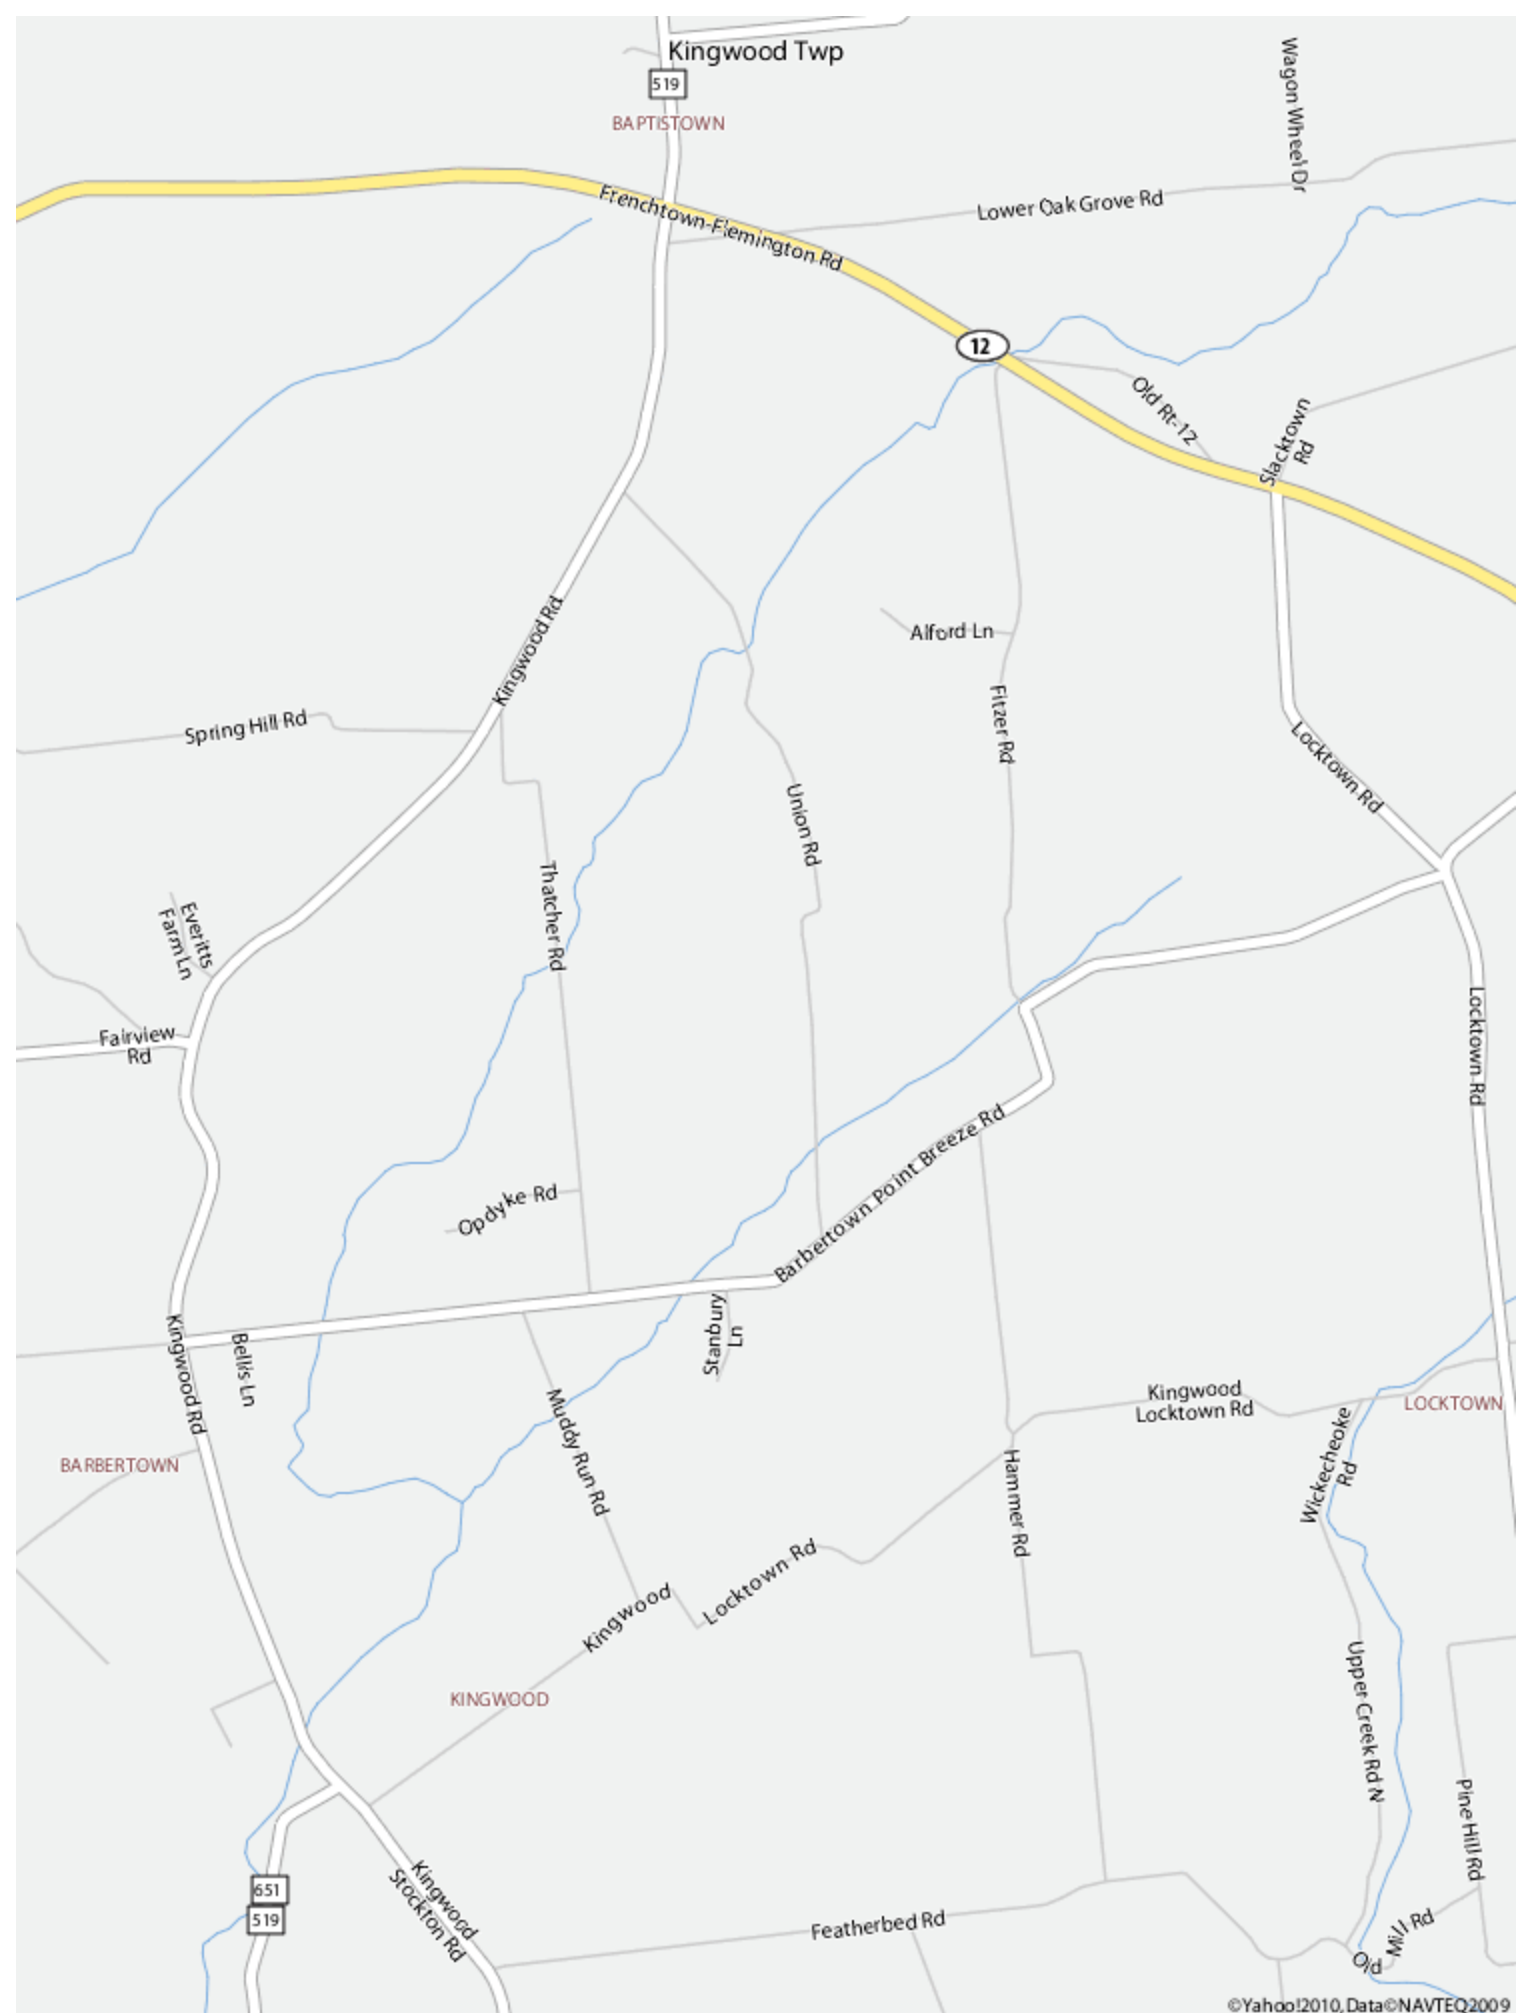 Kingwood Twp
519
BAPTISTOWN
Wagon Wheel Dr
Frenchtown-Flemington Rd
Lower Oak Grove Rd
12
Old Rt-12
Slacktown
Rd
Kingwood Rd
Alford Ln
Spring Hill Rd
Fitzer Rd
Locktown Rd
Union Rd
Thatcher Rd
Everitts
Farm Ln
Fairview
Rd
Locktown Rd
Barbertown Point Breeze Rd
Opdyke Rd
Stanbury
Ln
Kingwood Rd
Bellis Ln
Muddy Run Rd
Kingwood
Locktown Rd
LOCKTOWN
Wickecheoke
Rd
BARBERTOWN
Hammer Rd
Kingwood
Locktown Rd
KINGWOOD
Upper Creek Rd N
Pine Hill Rd
651
519
Kingwood
Stockton Rd
Featherbed Rd
Old
Mill Rd
©Yahoo!2010, Data©NAVTEQ2009